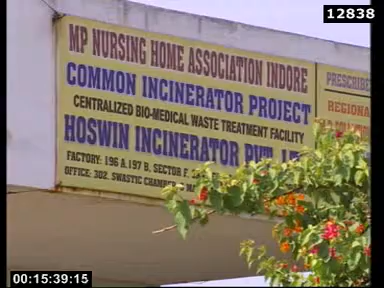 12838
MP NURSING HOME ASSOCIATION INDORE
COMMON INCINERATOR PROJECT
CENTRALIZED BIO-MEDICAL WASTE TREATMENT FACILITY
HOSWIN INCINERATOR PVT.
FACTORY: 196 A, 197 B, SECTOR F,
OFFICE: 302, SWASTIC CHAMBER
PRESCRIBE
REGIONA
00:15:39:15